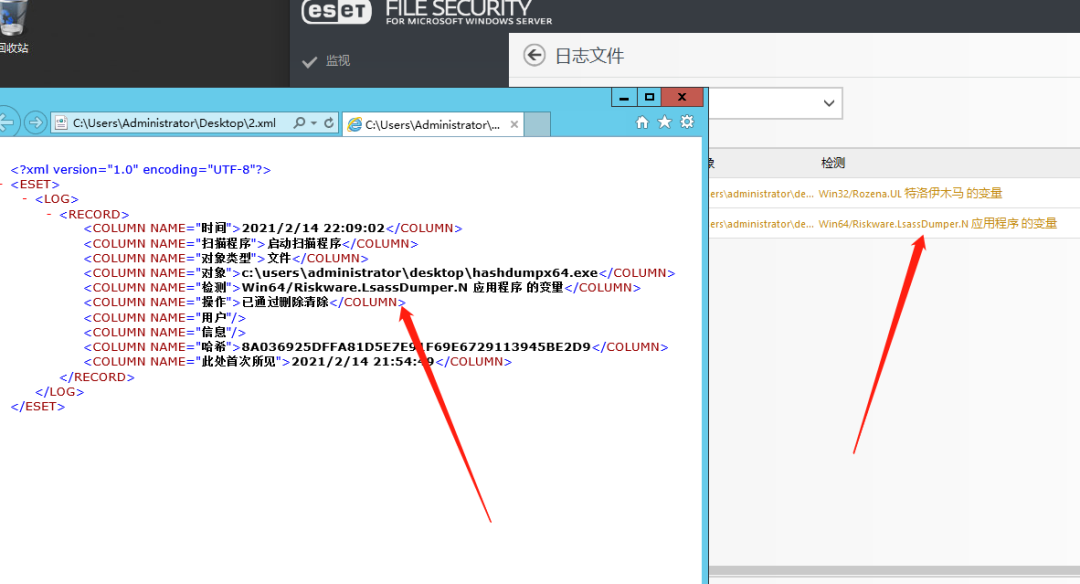 eseT FILE SECURITY
FOR MICROSOFT WINDOWS SERVER
回收站
监视
日志文件
C:\Users\Administrator\Desktop\2.xml
C:\Users\Administrator\...
检测
ers\administrator\de... Win32/Rozena.UL 特洛伊木马 的变量
ers\administrator\de... Win64/Riskware.LsassDumper.N 应用程序 的变量
<?xml version="1.0" encoding="UTF-8"?>
- <ESET>
- <LOG>
- <RECORD>
<COLUMN NAME="时间">2021/2/14 22:09:02</COLUMN>
<COLUMN NAME="扫描程序">启动扫描程序</COLUMN>
<COLUMN NAME="对象类型">文件</COLUMN>
<COLUMN NAME="对象">c:\users\administrator\desktop\hashdumpx64.exe</COLUMN>
<COLUMN NAME="检测">Win64/Riskware.LsassDumper.N 应用程序 的变量</COLUMN>
<COLUMN NAME="操作">已通过删除清除</COLUMN>
<COLUMN NAME="用户"/>
<COLUMN NAME="信息"/>
<COLUMN NAME="哈希">8A036925DFFA81D5E7E91F69E6729113945BE2D9</COLUMN>
<COLUMN NAME="此处首次所见">2021/2/14 21:54:49</COLUMN>
</RECORD>
</LOG>
</ESET>